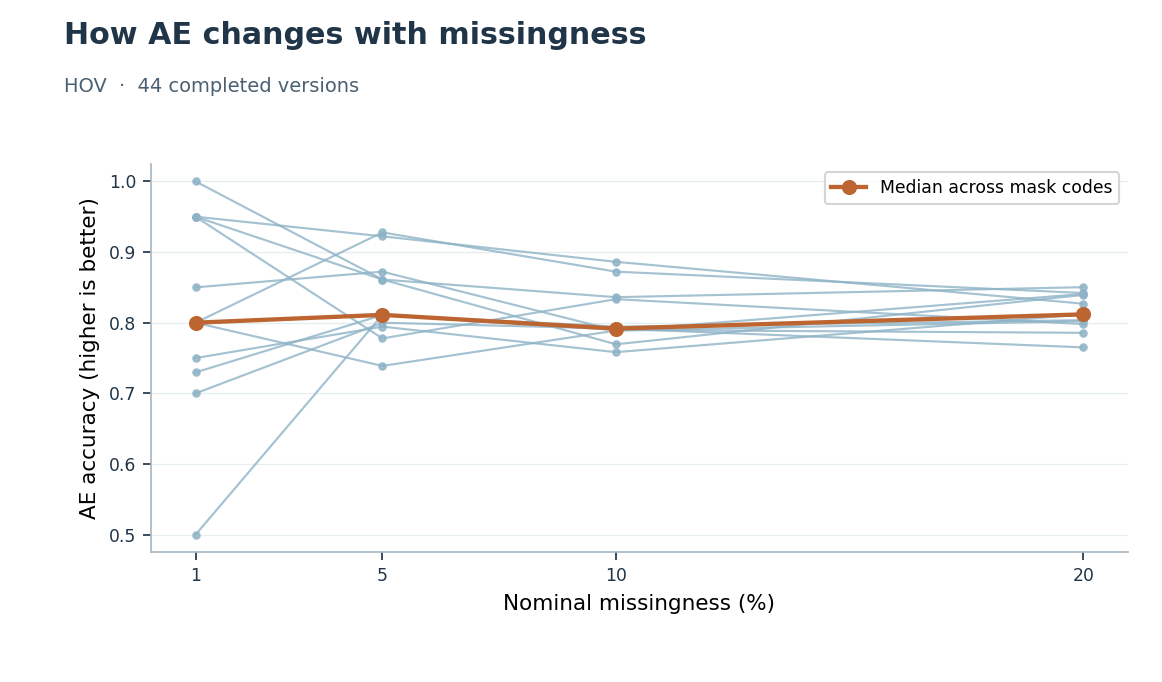 How AE changes with missingness
HOV · 44 completed versions
Median across mask codes
AE accuracy (higher is better)
1.0
0.9
0.8
0.7
0.6
0.5
1 5 10 20
Nominal missingness (%)